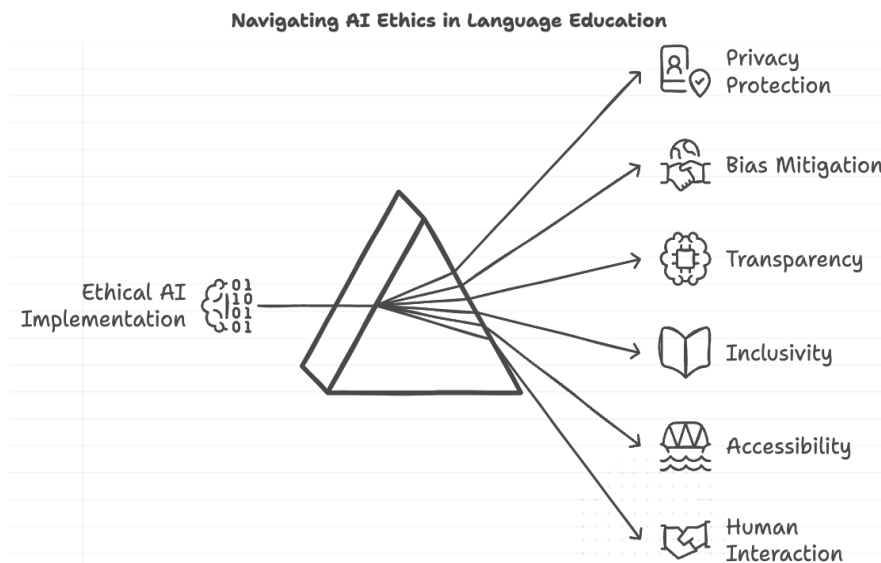 Navigating AI Ethics in Language Education
Privacy
Protection
Bias Mitigation
Transparency
Ethical AI
Implementation
01
10
01
01
Inclusivity
Accessibility
Human
Interaction